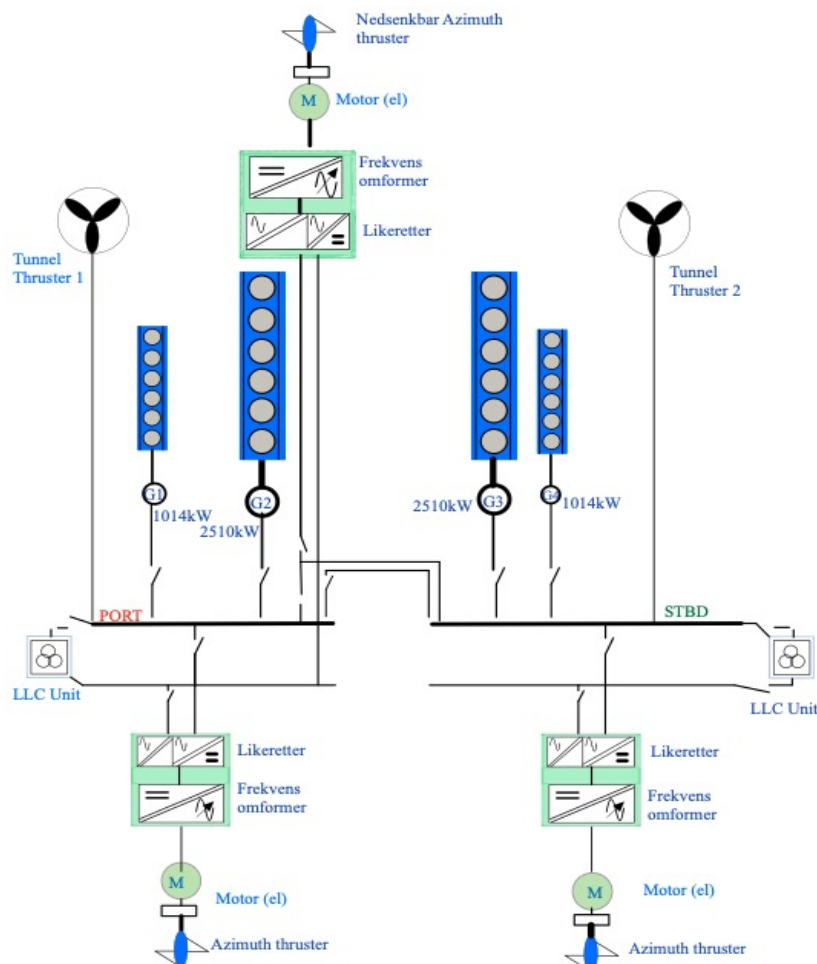 Nedsenkbar Azimuth
thruster
M
Motor (el)
Frekvens
omformer
Likeretter
Tunnel
Thruster 1
Tunnel
Thruster 2
G1
1014kW
G2
2510kW
2510kW
G3
G4
1014kW
PORT
STBD
LLC Unit
LLC Unit
Likeretter
Frekvens
omformer
M
Motor (el)
Azimuth thruster
Likeretter
Frekvens
omformer
M
Motor (el)
Azimuth thruster